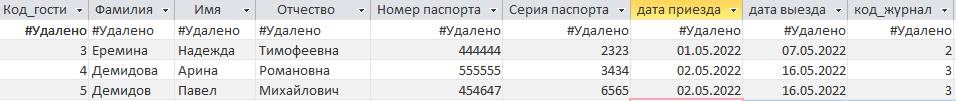 Код_гости Фамилия Имя Отчество Номер паспорта Серия паспорта дата приезда дата выезда код_журнал
#Удалено #Удалено #Удалено #Удалено #Удалено #Удалено #Удалено #Удалено #Удалено
3 Еремина Надежда Тимофеевна 444444 2323 01.05.2022 07.05.2022 2
4 Демидова Арина Романовна 555555 3434 02.05.2022 16.05.2022 3
5 Демидов Павел Михайлович 454647 6565 02.05.2022 16.05.2022 3